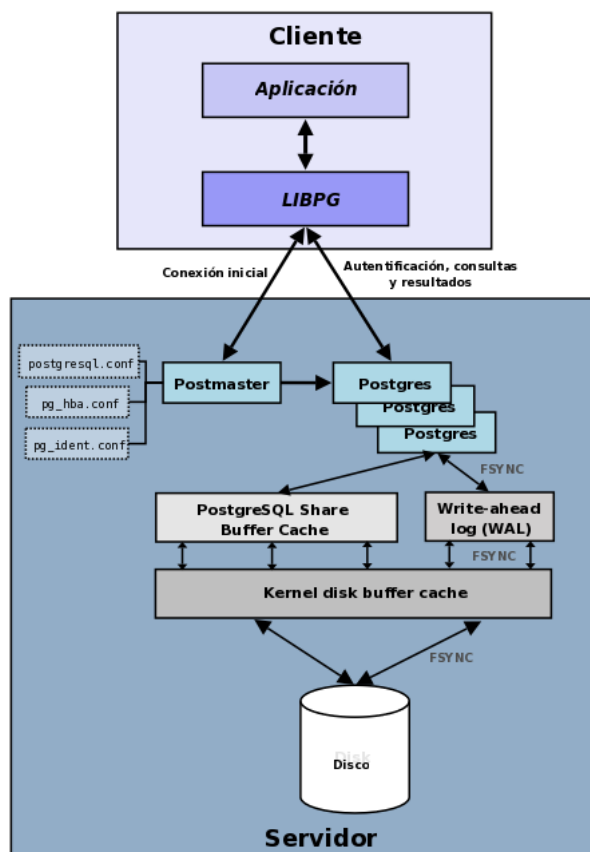 Cliente
Aplicación
LIBPG
Conexión inicial
Autentificación, consultas
y resultados
postgresql.conf
pg_hba.conf
pg_ident.conf
Postmaster
Postgres
Postgres
Postgres
FSYNC
PostgreSQL Share
Buffer Cache
Write-ahead
log (WAL)
FSYNC
Kernel disk buffer cache
FSYNC
Disk
Disco
Servidor